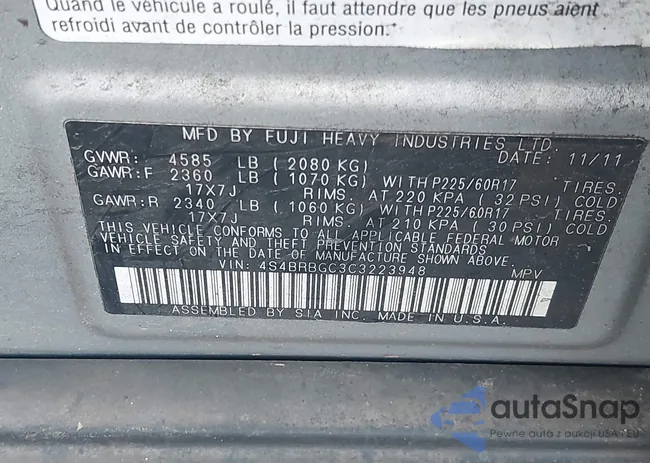 Quand le véhicule a roulé, il faut attendre que les pneus aient
refroidi avant de contrôler la pression.
MFD BY FUJI HEAVY INDUSTRIES LTD.
GVWR: 4585 LB (2080 KG) DATE: 11/11
GAWR:F 2360 LB (1070 KG) WITH P225/60R17 TIRES.
17X7J RIMS. AT 220 KPA (32 PSI) COLD
GAWR:R 2340 LB (1060 KG) WITH P225/60R17 TIRES.
17X7J RIMS. AT 210 KPA (30 PSI) COLD
THIS VEHICLE CONFORMS TO ALL APPLICABLE FEDERAL MOTOR
VEHICLE SAFETY AND THEFT PREVENTION STANDARDS
IN EFFECT ON THE DATE OF MANUFACTURE SHOWN ABOVE.
VIN: 4S4BRBGC3C3223948 MPV
ASSEMBLED BY SIA INC. MADE IN U.S.A.
autaSnap
Pewne auta z aukcji USA i EU